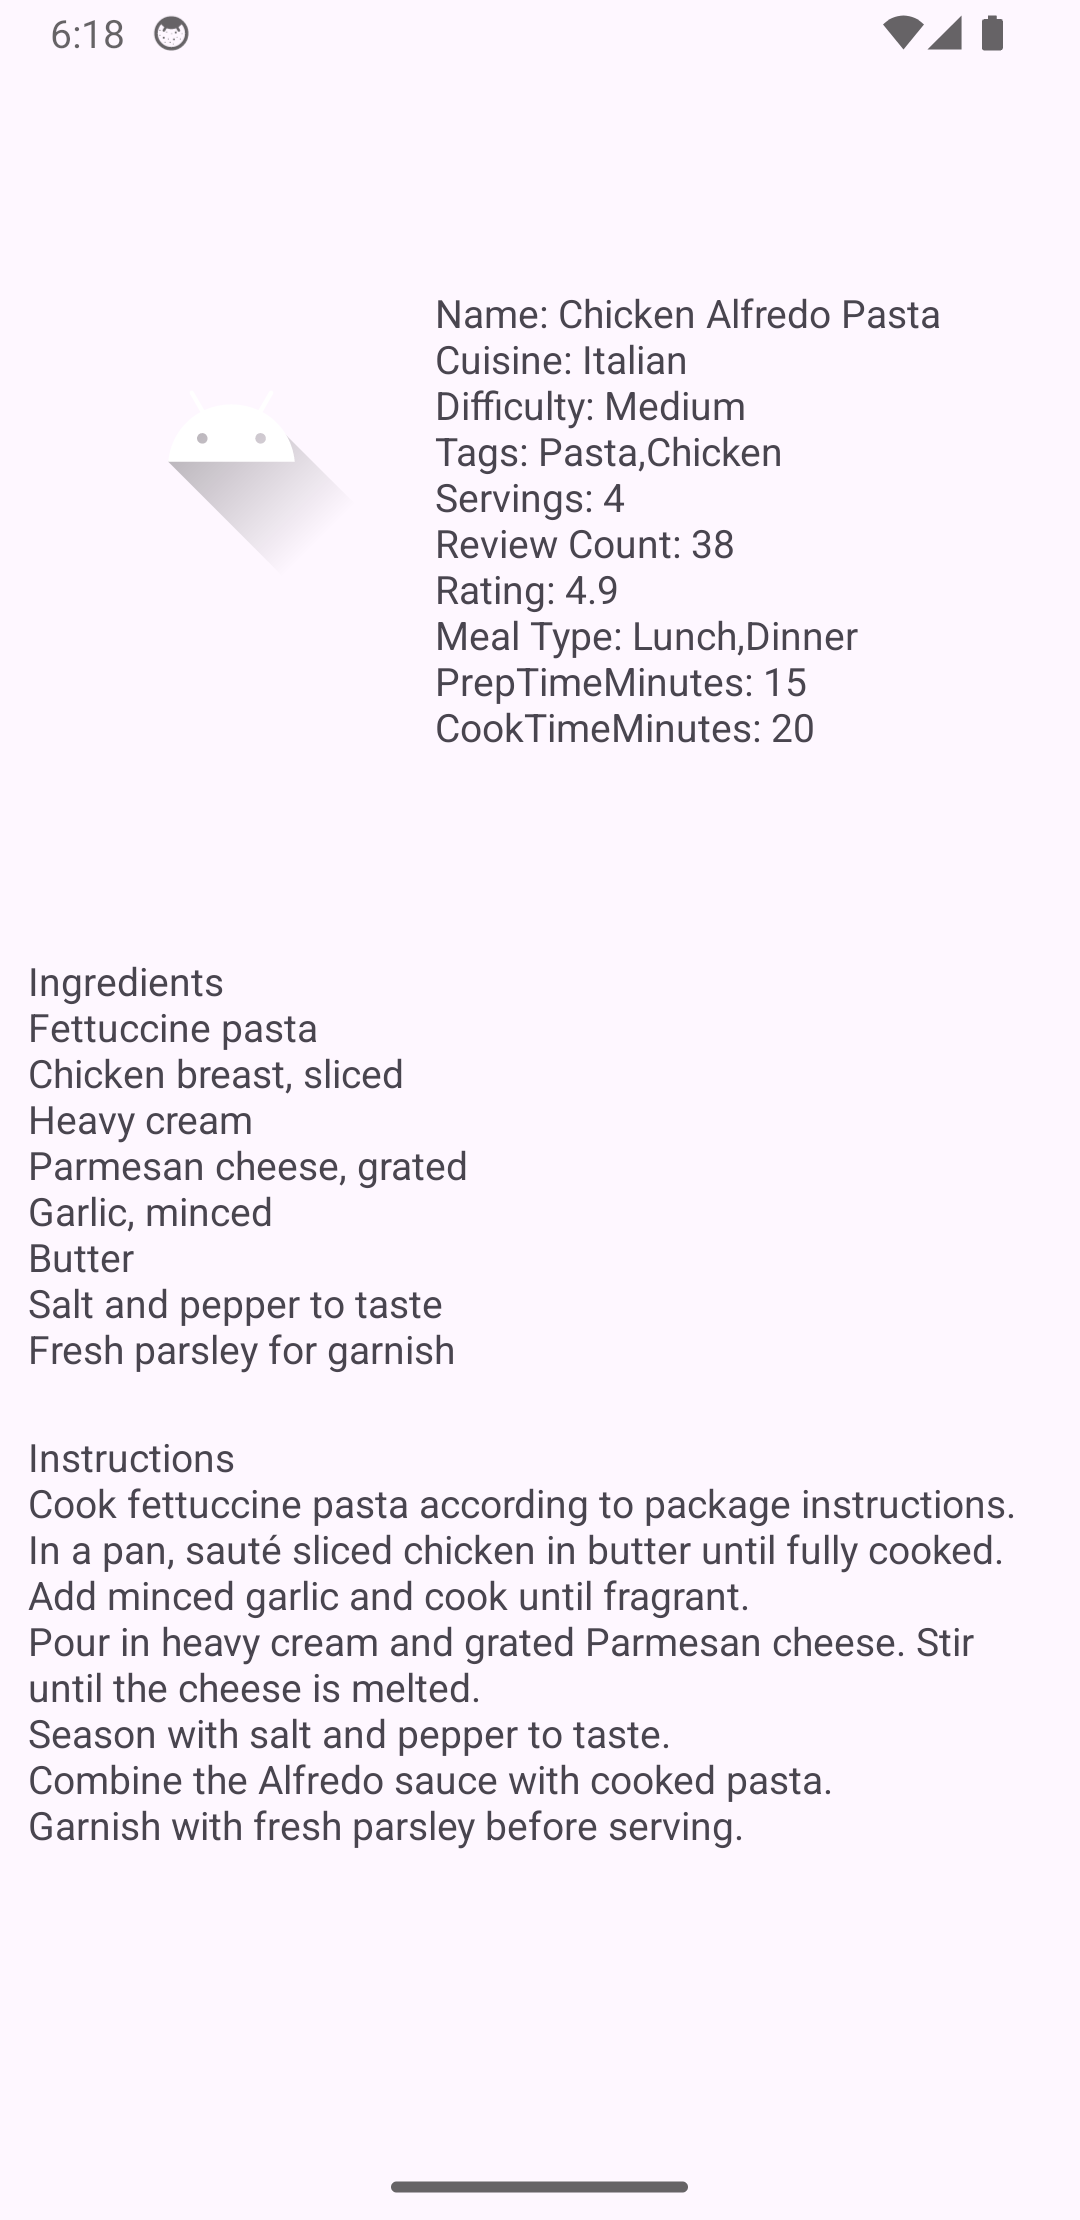 6:18
Name: Chicken Alfredo Pasta
Cuisine: Italian
Difficulty: Medium
Tags: Pasta,Chicken
Servings: 4
Review Count: 38
Rating: 4.9
Meal Type: Lunch,Dinner
PrepTimeMinutes: 15
CookTimeMinutes: 20
Ingredients
Fettuccine pasta
Chicken breast, sliced
Heavy cream
Parmesan cheese, grated
Garlic, minced
Butter
Salt and pepper to taste
Fresh parsley for garnish
Instructions
Cook fettuccine pasta according to package instructions.
In a pan, sauté sliced chicken in butter until fully cooked.
Add minced garlic and cook until fragrant.
Pour in heavy cream and grated Parmesan cheese. Stir
until the cheese is melted.
Season with salt and pepper to taste.
Combine the Alfredo sauce with cooked pasta.
Garnish with fresh parsley before serving.